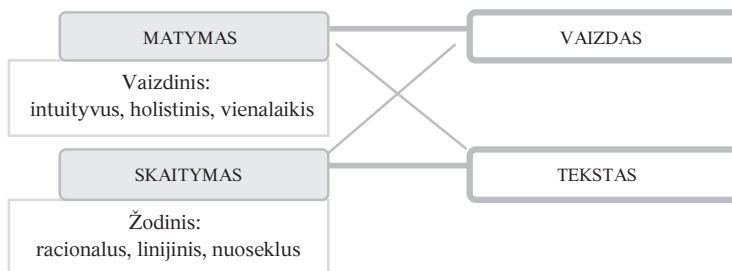 MATYMAS
VAIZDAS
Vaizdinis:
intuityvus, holistinis, vienalaikis
SKAITYMAS
TEKSTAS
Žodinis:
racionalus, linijinis, nuoseklus